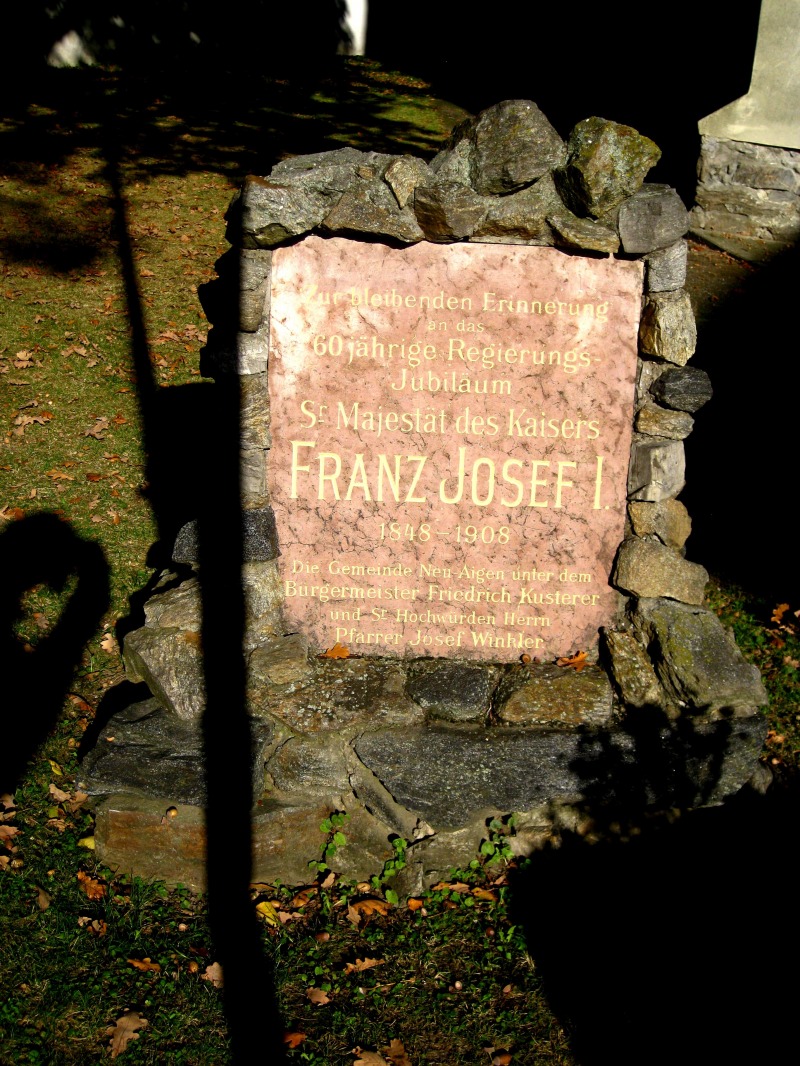 Zur bleibenden Erinnerung
an das
60 jährige Regierungs-
Jubiläum
Sr. Majestät des Kaisers
FRANZ JOSEF I.
1848 – 1908
Die Gemeinde Neu-Aigen unter dem
Bürgermeister Friedrich Kusterer
und Sr. Hochwürden Herrn
Pfarrer Josef Winkler